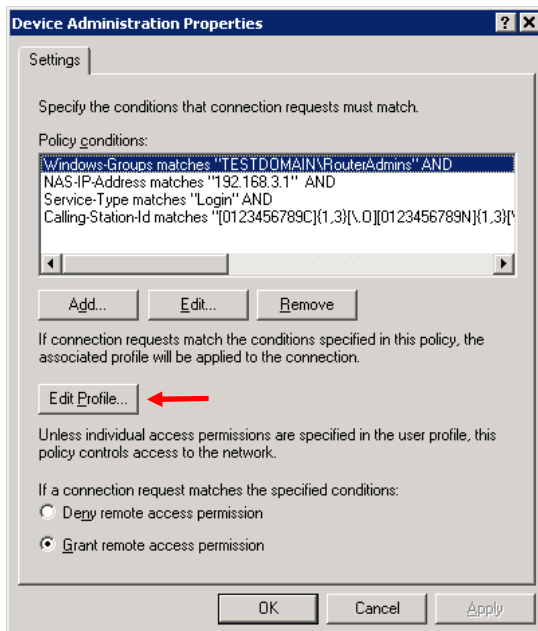 Device Administration Properties
Settings
Specify the conditions that connection requests must match.
Policy conditions:
Windows-Groups matches "TESTDOMAIN\RouterAdmins" AND
NAS-IP-Address matches "192.168.3.1" AND
Service-Type matches "Login" AND
Calling-Station-Id matches "[0123456789C]{1,3}[\.O][0123456789N]{1,3}[\
Add... Edit... Remove
If connection requests match the conditions specified in this policy, the
associated profile will be applied to the connection.
Edit Profile...
Unless individual access permissions are specified in the user profile, this
policy controls access to the network.
If a connection request matches the specified conditions:
Deny remote access permission
Grant remote access permission
OK Cancel Apply